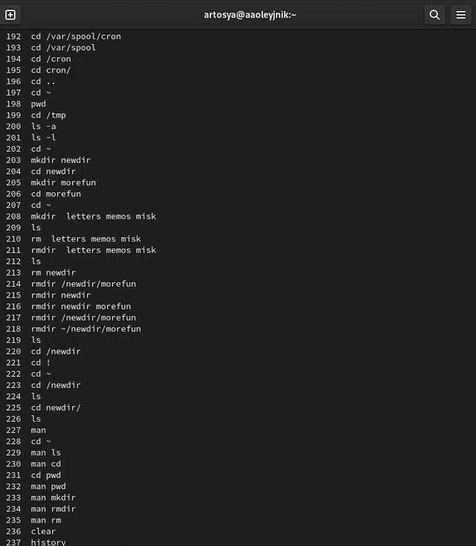 artosya@aaoleyjnik:~
192 cd /var/spool/cron
193 cd /var/spool
194 cd /cron
195 cd cron/
196 cd ..
197 cd ~
198 pwd
199 cd /tmp
200 ls -a
201 ls -l
202 cd ~
203 mkdir newdir
204 cd newdir
205 mkdir morefun
206 cd morefun
207 cd ~
208 mkdir  letters memos misk
209 ls
210 rm  letters memos misk
211 rmdir  letters memos misk
212 ls
213 rm newdir
214 rmdir /newdir/morefun
215 rmdir newdir
216 rmdir newdir morefun
217 rmdir /newdir/morefun
218 rmdir ~/newdir/morefun
219 ls
220 cd /newdir
221 cd !
222 cd ~
223 cd /newdir
224 ls
225 cd newdir/
226 ls
227 man
228 cd ~
229 man ls
230 man cd
231 cd pwd
232 man pwd
233 man mkdir
234 man rmdir
235 man rm
236 clear
237 history